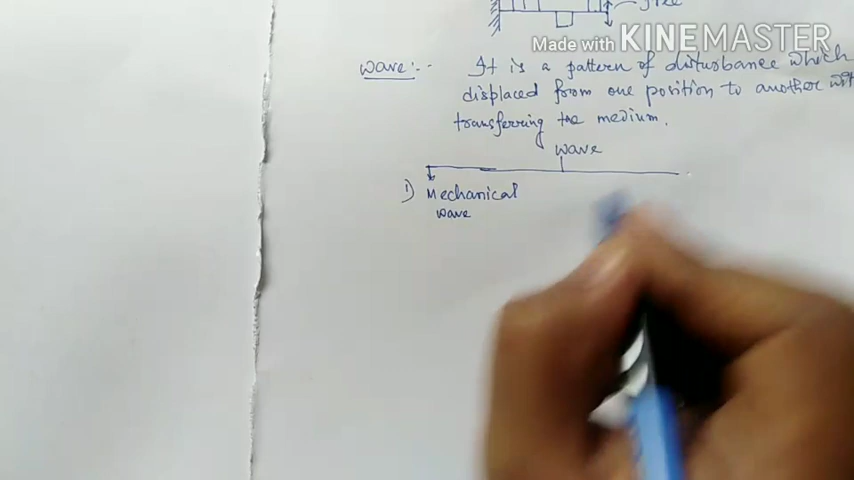 free
Made with KINEMASTER
wave:- It is a pattern of disturbance which
displaced from one position to another wit
transferring the medium.
wave
1) Mechanical
wave